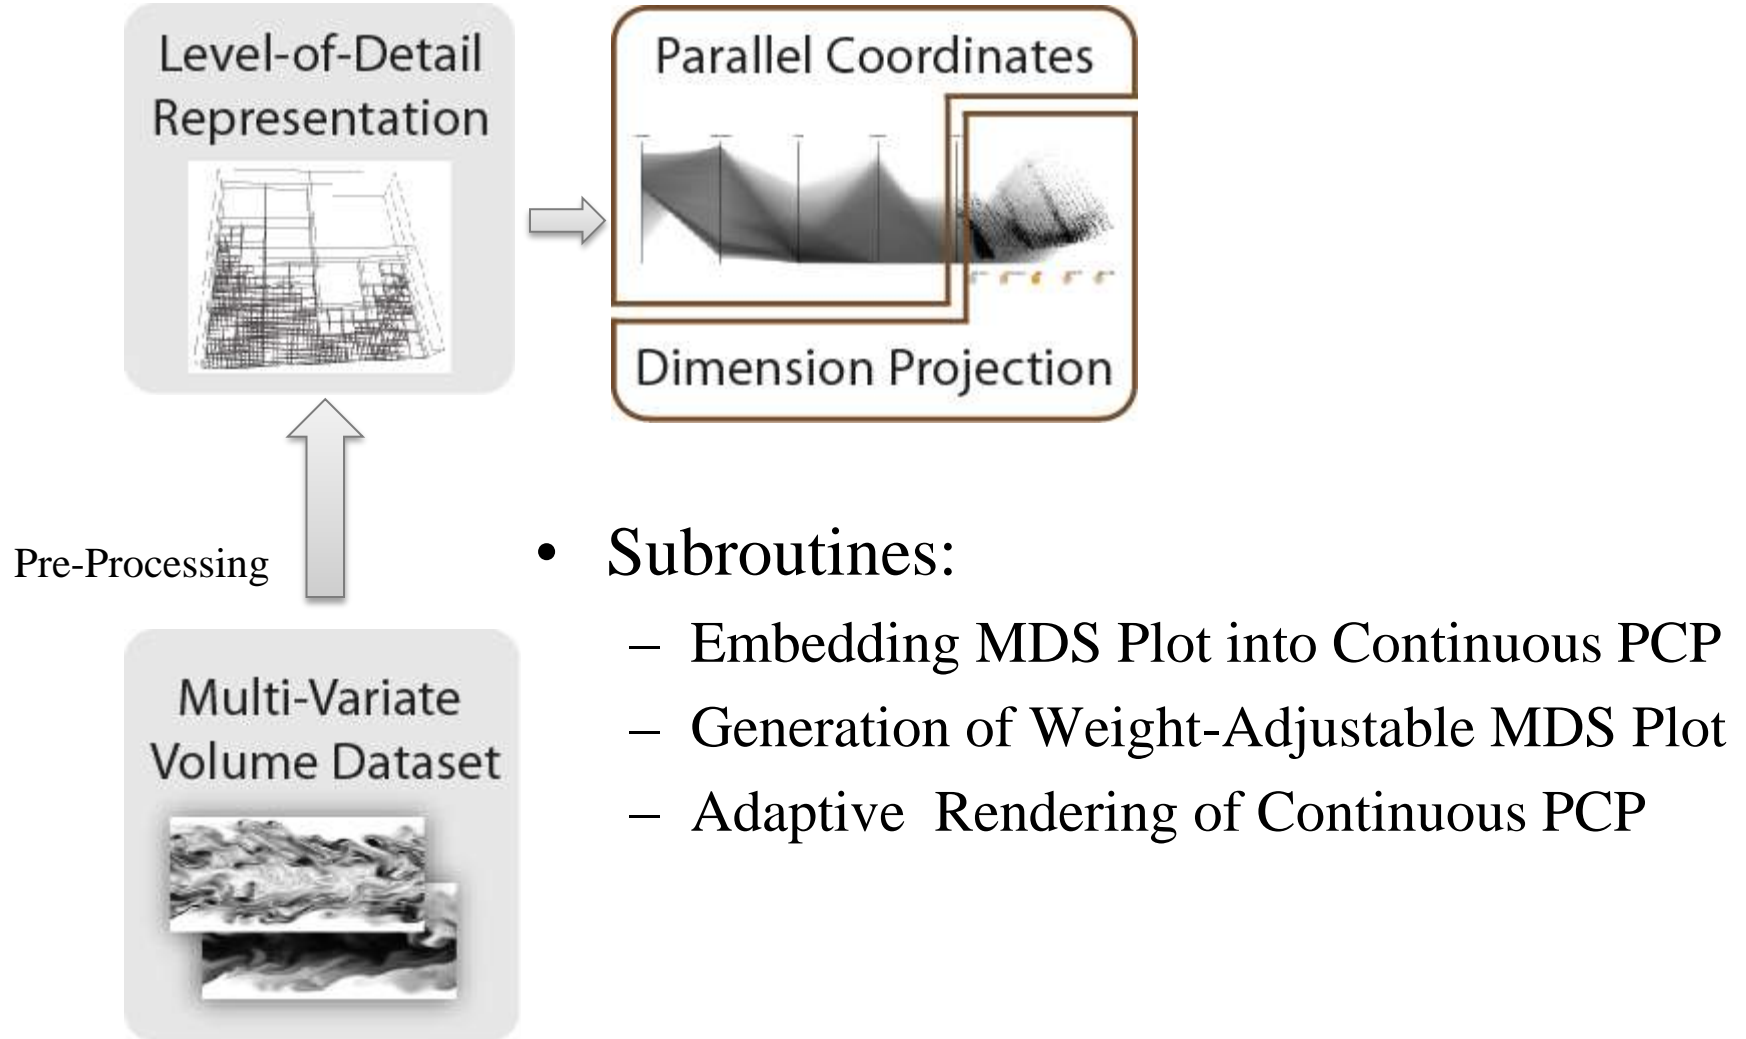 Level-of-Detail
Representation
Parallel Coordinates
Dimension Projection
Pre-Processing
Multi-Variate
Volume Dataset
• Subroutines:
– Embedding MDS Plot into Continuous PCP
– Generation of Weight-Adjustable MDS Plot
– Adaptive  Rendering of Continuous PCP